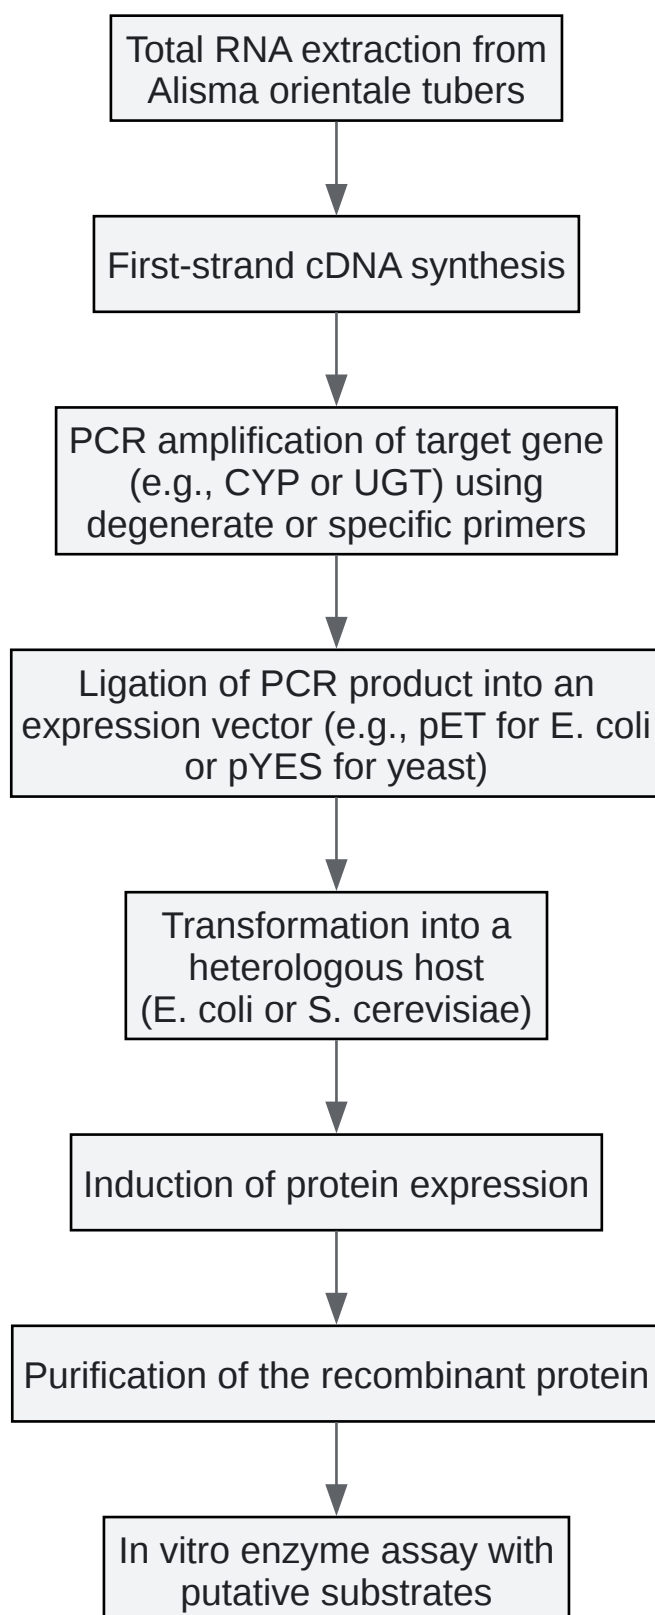 Total RNA extraction from
Alisma orientale tubers
First-strand cDNA synthesis
PCR amplification of target gene
(e.g., CYP or UGT) using
degenerate or specific primers
Ligation of PCR product into an
expression vector (e.g., pET for E. coli
or pYES for yeast)
Transformation into a
heterologous host
(E. coli or S. cerevisiae)
Induction of protein expression
Purification of the recombinant protein
In vitro enzyme assay with
putative substrates